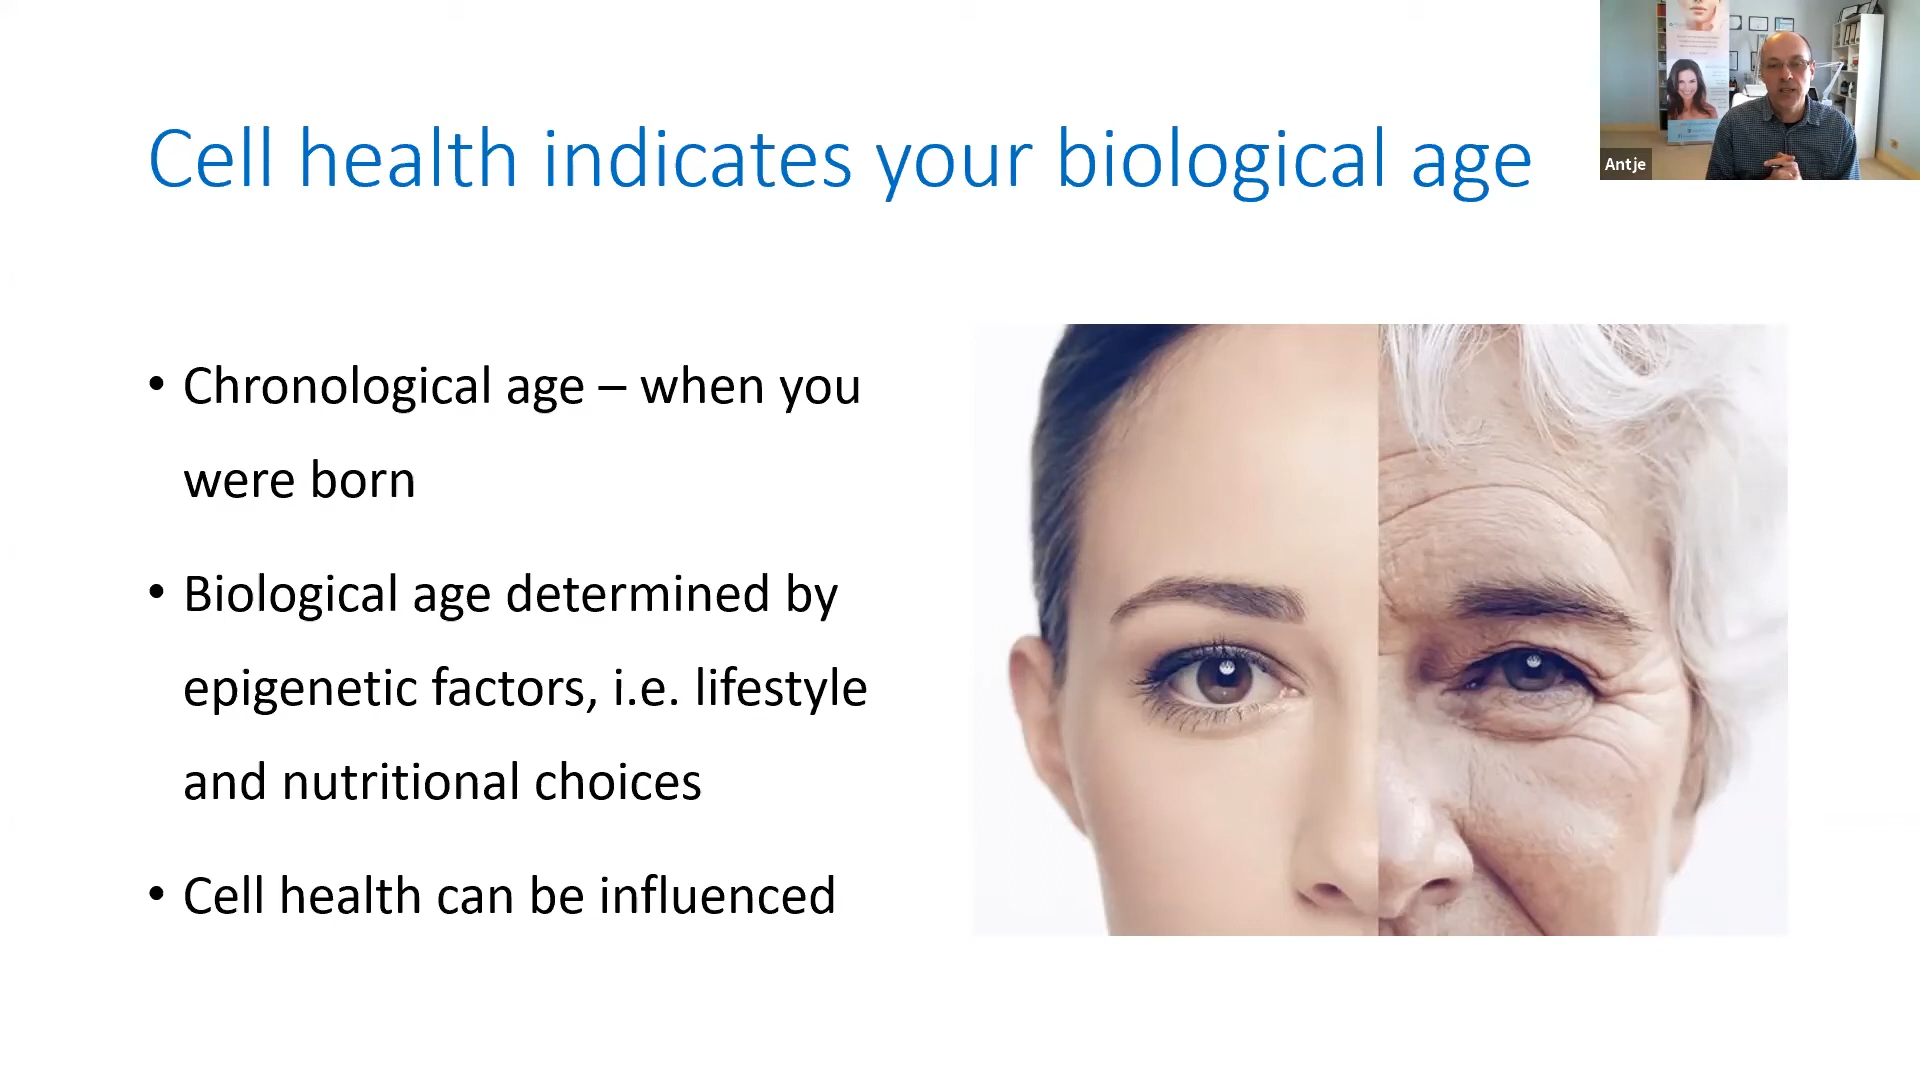 Cell health indicates your biological age
Antje
• Chronological age – when you
were born
• Biological age determined by
epigenetic factors, i.e. lifestyle
and nutritional choices
• Cell health can be influenced